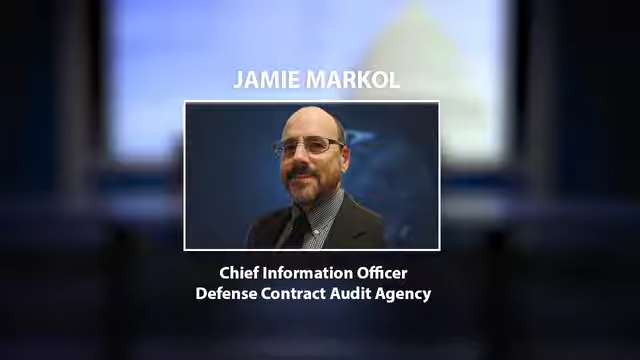 JAMIE MARKOL
Chief Information Officer
Defense Contract Audit Agency